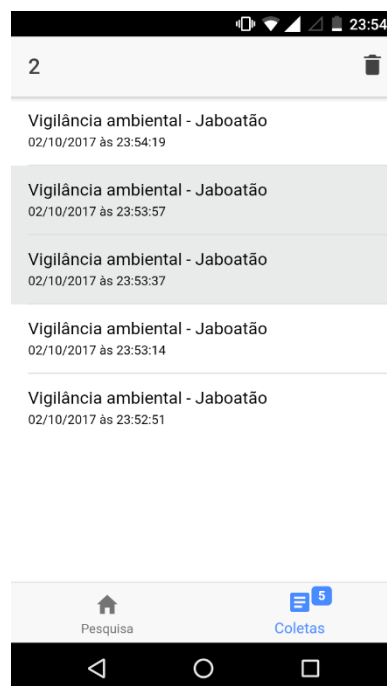 23:54
2
Vigilância ambiental - Jaboatão
02/10/2017 às 23:54:19
Vigilância ambiental - Jaboatão
02/10/2017 às 23:53:57
Vigilância ambiental - Jaboatão
02/10/2017 às 23:53:37
Vigilância ambiental - Jaboatão
02/10/2017 às 23:53:14
Vigilância ambiental - Jaboatão
02/10/2017 às 23:52:51
5
Pesquisa
Coletas